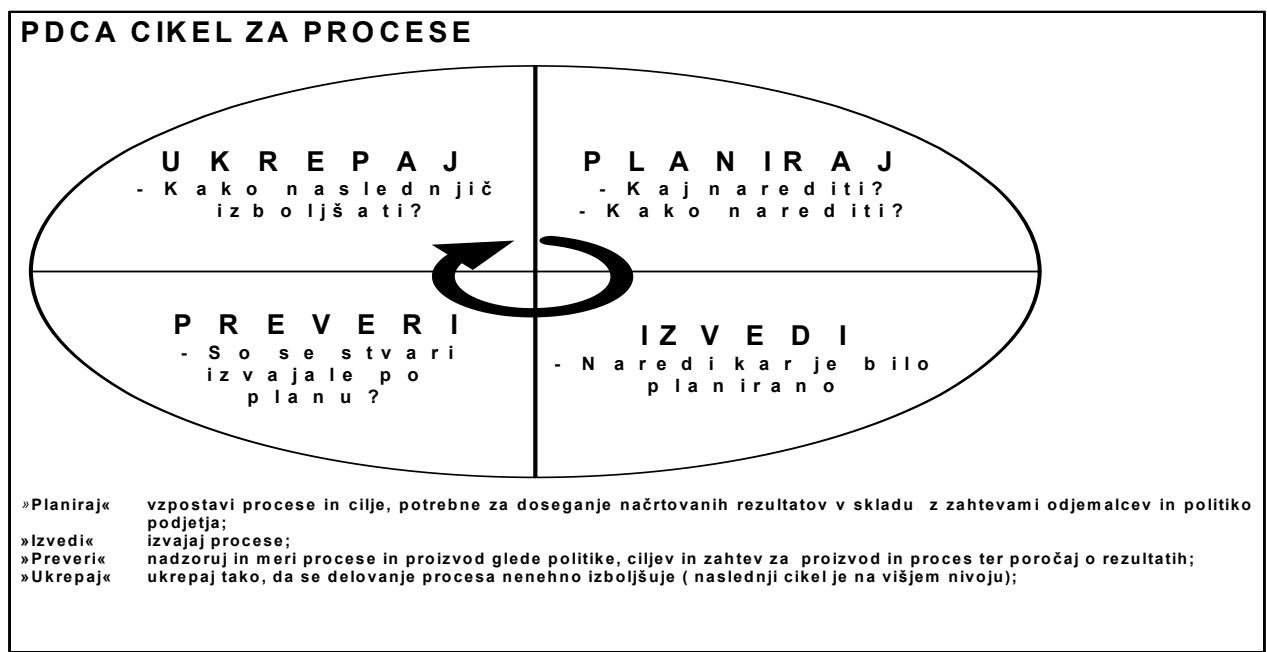 PDCA CIKEL ZA PROCESE
UKREPAJ
- Kako naslednjič
izboljšati?
PLANIRAJ
- Kaj narediti?
- Kako narediti?
PREVERI
- So se stvari
izvajale po
planu?
IZVEDI
- Naredi kar je bilo
planirano
»Planiraj« vzpostavi procese in cilje, potrebne za doseganje načrtovanih rezultatov v skladu z zahtevami odjemalcev in politiko
podjetja;
»Izvedi« izvajaj procese;
»Preveri« nadzoruj in meri procese in proizvod glede politike, ciljev in zahtev za proizvod in proces ter poročaj o rezultatih;
»Ukrepaj« ukrepaj tako, da se delovanje procesa nenehno izboljšuje ( naslednji cikel je na višjem nivoju);